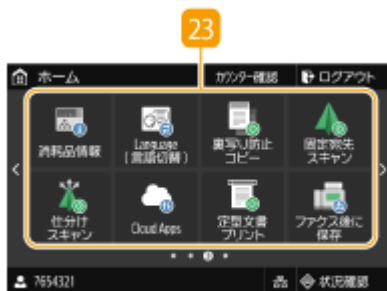 23
ホーム
カウンター確認
ログアウト
消耗品情報
Language
(言語切替)
裏写り防止
コピー
固定宛先
スキャン
仕分け
スキャン
Cloud Apps
定型文書
プリント
ファクス後に
保存
7654321
状況確認